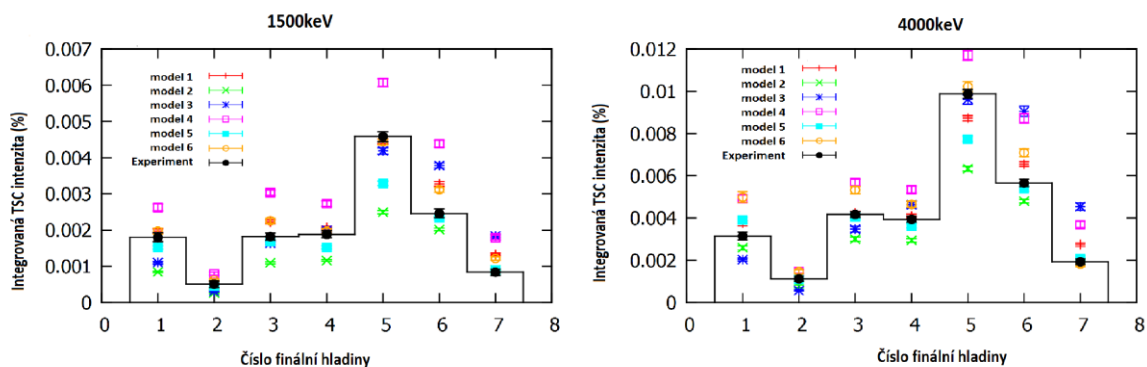 1500keV
Integrovaná TSC intenzita (%)
0.007
0.006
0.005
0.004
0.003
0.002
0.001
0
model 1
model 2
model 3
model 4
model 5
model 6
Experiment
0 1 2 3 4 5 6 7 8
Číslo finální hladiny
4000keV
Integrovaná TSC intenzita (%)
0.012
0.01
0.008
0.006
0.004
0.002
0
model 1
model 2
model 3
model 4
model 5
model 6
Experiment
0 1 2 3 4 5 6 7 8
Číslo finální hladiny